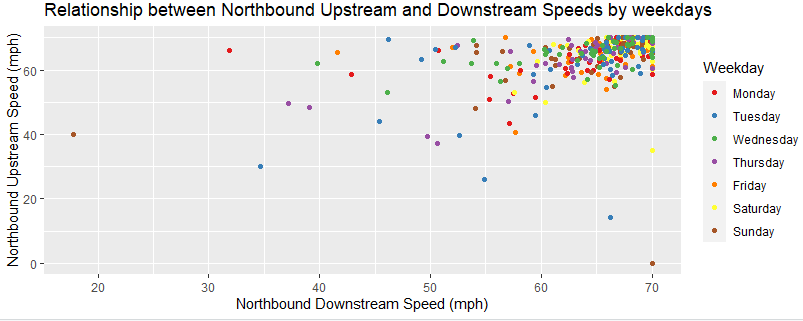 Relationship between Northbound Upstream and Downstream Speeds by weekdays
Northbound Upstream Speed (mph)
60
40
20
0
20 30 40 50 60 70
Northbound Downstream Speed (mph)
Weekday
Monday
Tuesday
Wednesday
Thursday
Friday
Saturday
Sunday